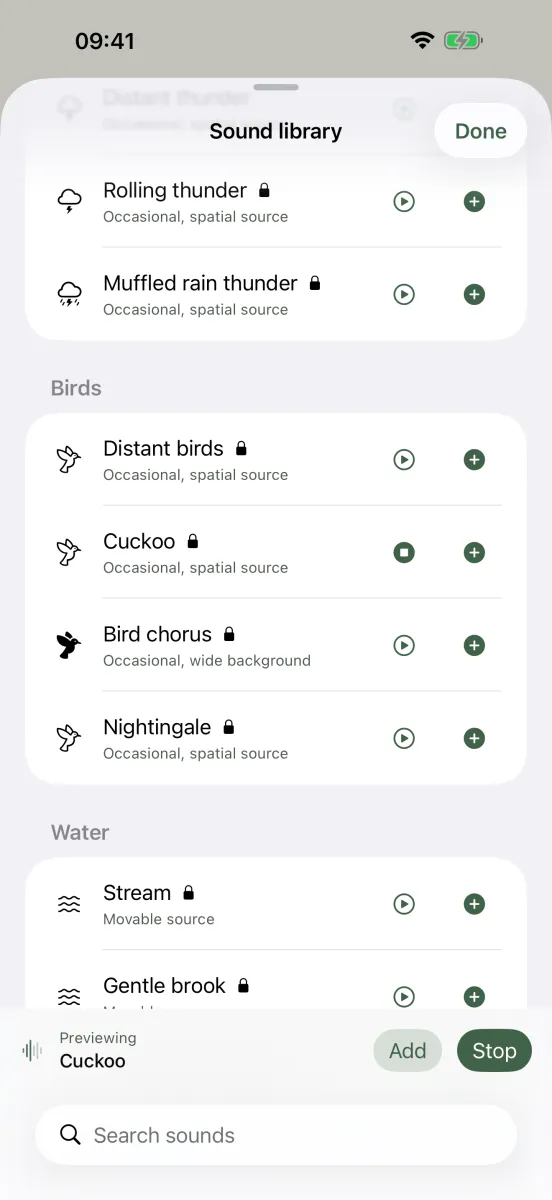 09:41
Distant thunder
Sound library
Done
Rolling thunder
Occasional, spatial source
Muffled rain thunder
Occasional, spatial source
Birds
Distant birds
Occasional, spatial source
Cuckoo
Occasional, spatial source
Bird chorus
Occasional, wide background
Nightingale
Occasional, spatial source
Water
Stream
Movable source
Gentle brook
Previewing
Cuckoo
Add
Stop
Search sounds